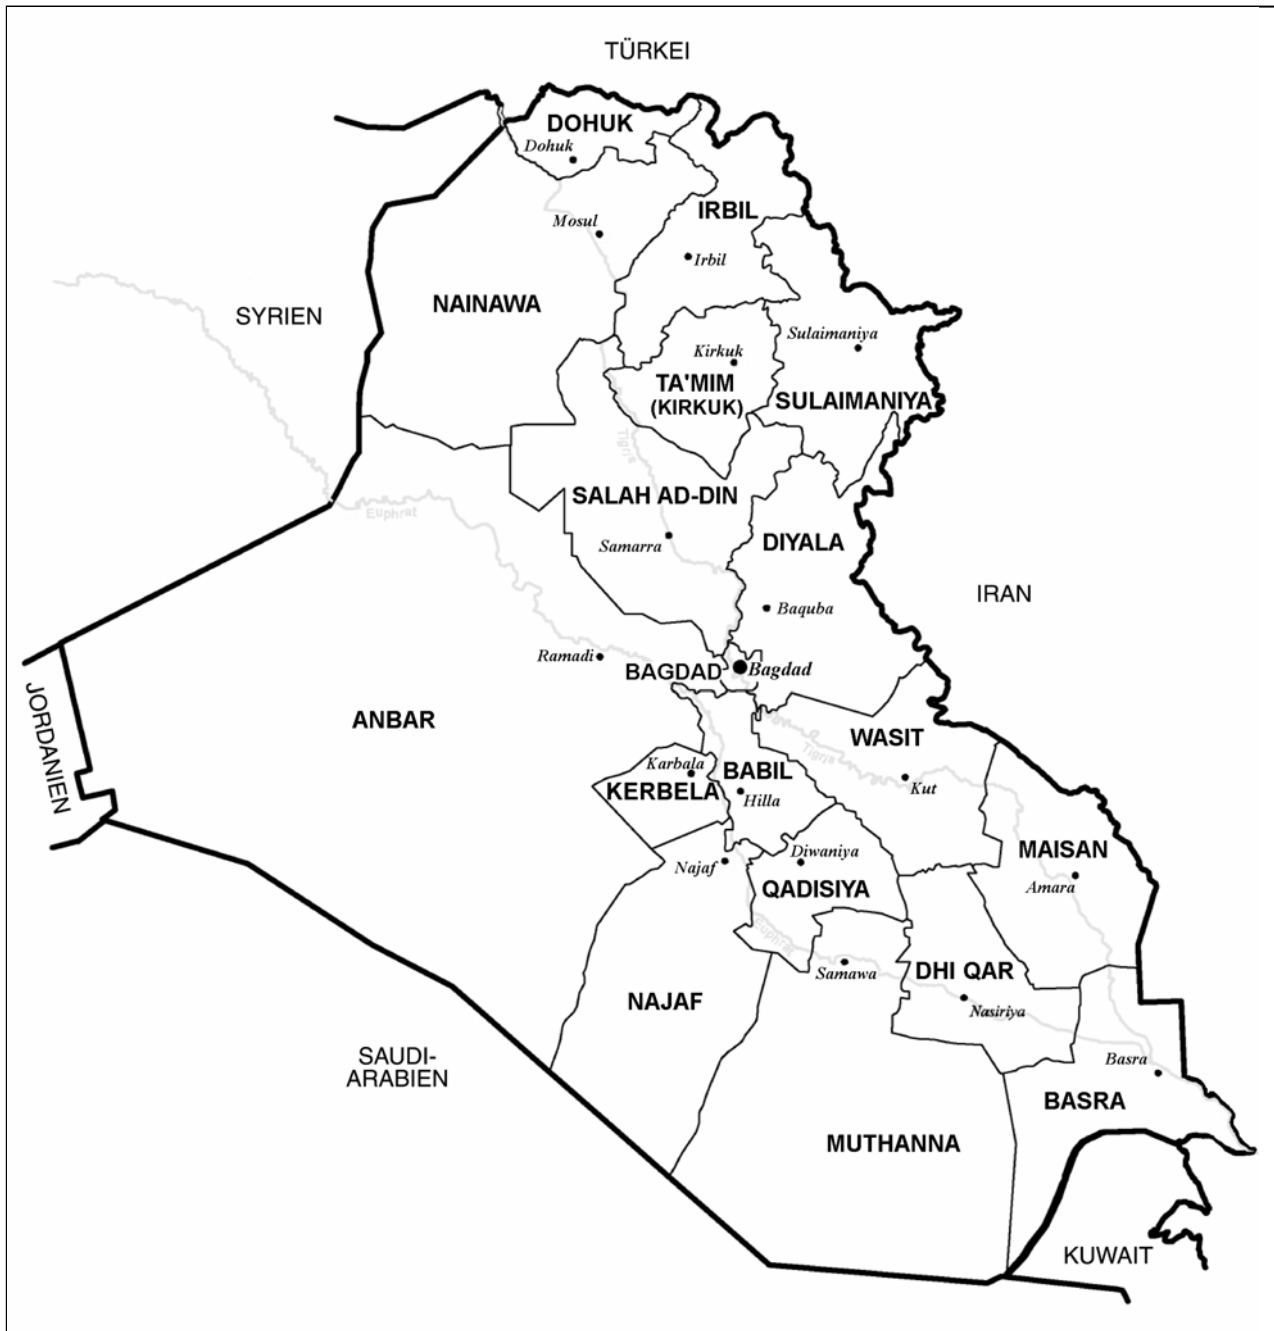 TÜRKEI
DOHUK
Dohuk
Mosul
IRBIL
Irbil
NAINAWA
SYRIEN
Sulaimaniya
Kirkuk
TA'MIM
(KIRKUK)
SULAIMANIYA
Tigris
SALAH AD-DIN
Euphrat
Samarra
DIYALA
IRAN
Baquba
Ramadi
BAGDAD
Bagdad
JORDANIEN
ANBAR
WASIT
Tigris
Karbala
KERBELA
BABIL
Hilla
Kut
MAISAN
Amara
Najaf
Diwaniya
QADISIYA
Euphrat
Samawa
DHI QAR
Nasiriya
NAJAF
SAUDI-
ARABIEN
Basra
BASRA
MUTHANNA
KUWAIT